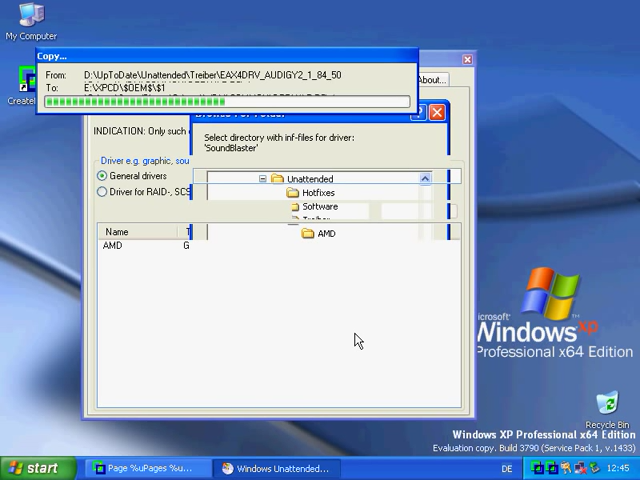 My Computer
Copy...
From: D:\UpToDate\Unattended\Treiber\EAX4DRV_AUDIGY2_1_84_50
To: E:\XPCD\$OEM$\$1
About...
INDICATION: Only such
Select directory with inf-files for driver:
'SoundBlaster'
Driver e.g. graphic, sou
General drivers
Driver for RAID-, SCS
Unattended
Hotfixes
Software
Treiber
AMD
Name
AMD G
Microsoft
Windows xp
Professional x64 Edition
Recycle Bin
Windows XP Professional x64 Edition
Evaluation copy. Build 3790 (Service Pack 1, v.1433)
start
Page %uPages %u...
Windows Unattended...
DE
12:45